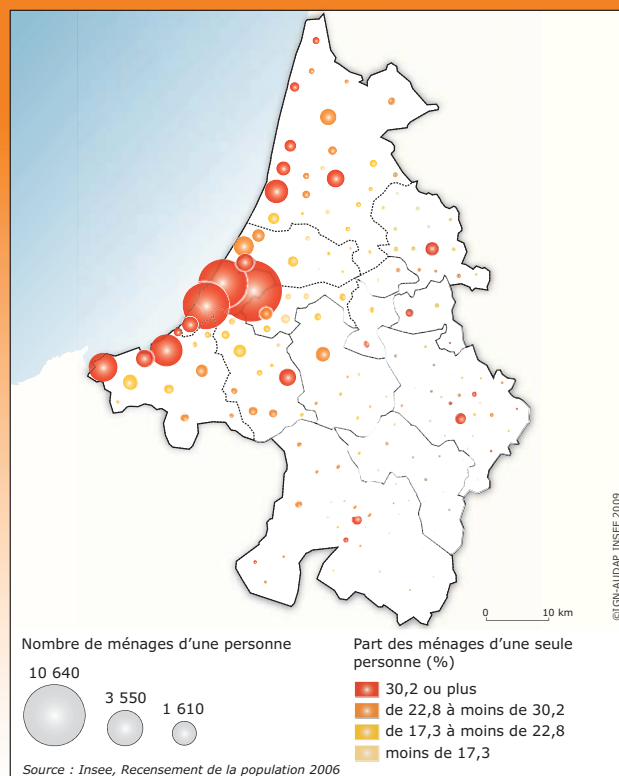 ©IGN-AUDAP, INSEE 2009
0 10 km
Nombre de ménages d'une personne
10 640
3 550
1 610
Part des ménages d'une seule
personne (%)
30,2 ou plus
de 22,8 à moins de 30,2
de 17,3 à moins de 22,8
moins de 17,3
Source : Insee, Recensement de la population 2006